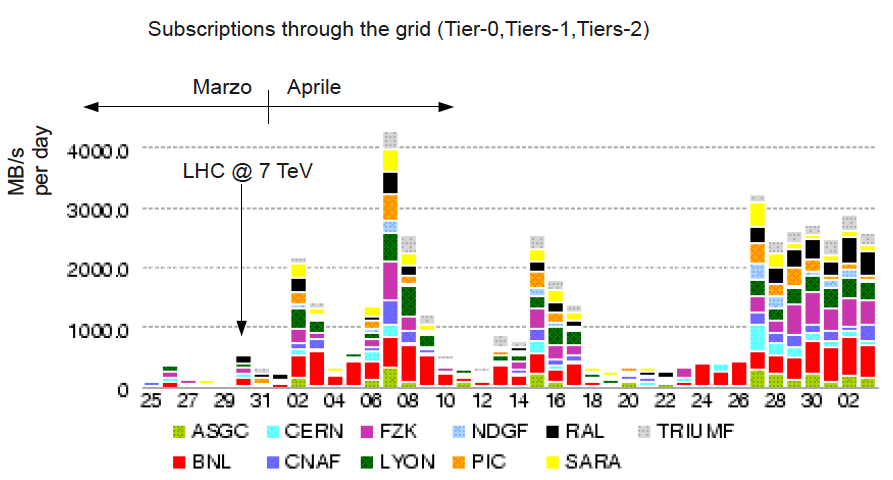 Subscriptions through the grid (Tier-0,Tiers-1,Tiers-2)
Marzo Aprile
MB/s
per day
LHC @ 7 TeV
4000.0
3000.0
2000.0
1000.0
0
25 27 29 31 02 04 06 08 10 12 14 16 18 20 22 24 26 28 30 02
ASGC CERN FZK NDGF RAL TRIUMF
BNL CNAF LYON PIC SARA